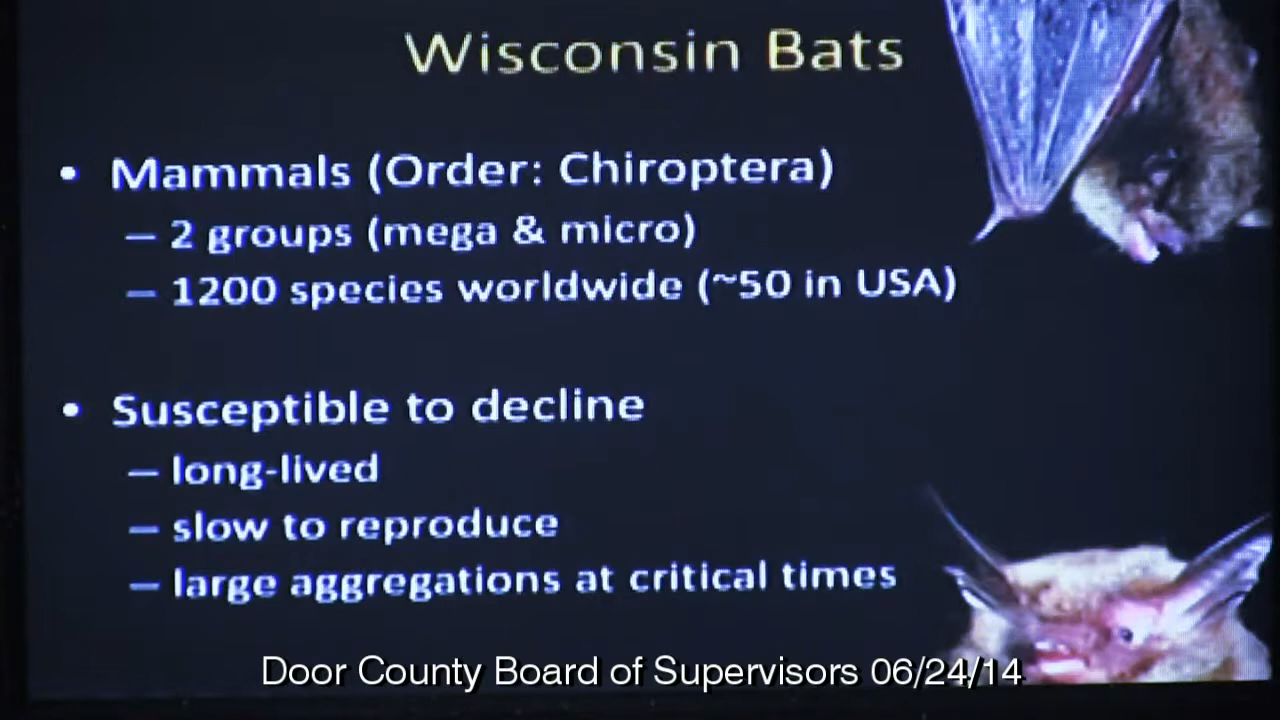 Wisconsin Bats
• Mammals (Order: Chiroptera)
– 2 groups (mega & micro)
– 1200 species worldwide (~50 in USA)
• Susceptible to decline
– long-lived
– slow to reproduce
– large aggregations at critical times
Door County Board of Supervisors 06/24/14